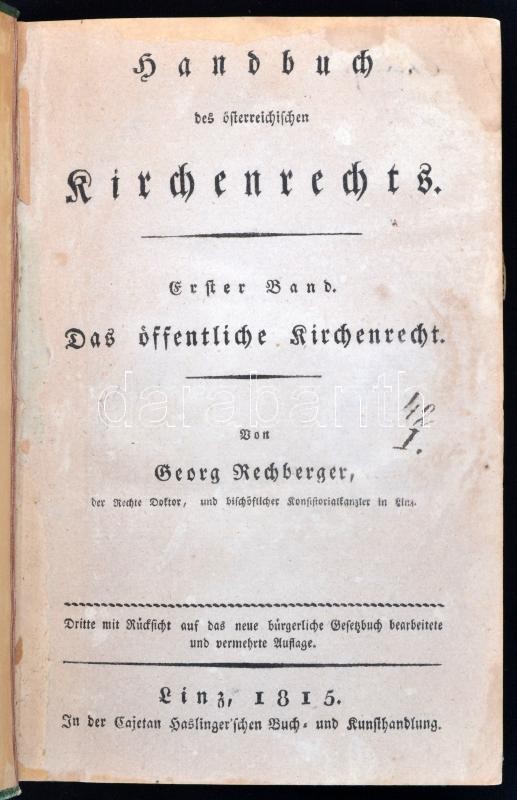 Handbuch
des österreichischen
Kirchenrechts.
Erster Band.
Das öffentliche Kirchenrecht.
darabanth
Von
Georg Rechberger,
der Rechte Doktor, und bischöflicher Konsistorialkanzler in Linz.
Dritte mit Rücksicht auf das neue bürgerliche Gesetzbuch bearbeitete
und vermehrte Auflage.
Linz, 1815.
In der Cajetan Haslinger'schen Buch- und Kunsthandlung.